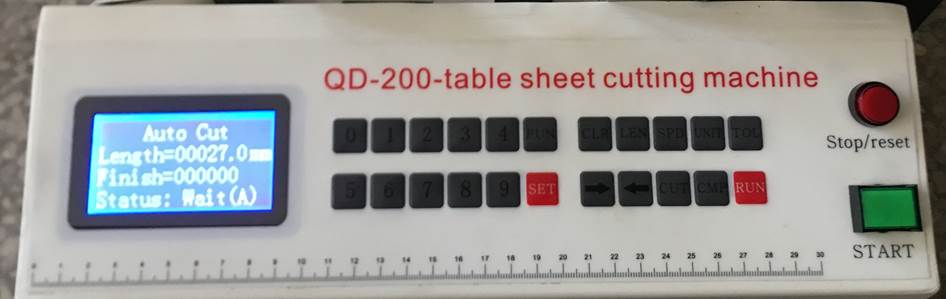 QD-200-table sheet cutting machine
Auto Cut
Length=00027.0mm
Finish=000000
Status: Wait(A)
0 1 2 3 4 FUN CLR LEN SPD UNIT TOL
5 6 7 8 9 SET → ← CUT CMP RUN
Stop/reset
START
0 1 2 3 4 5 6 7 8 9 10 11 12 13 14 15 16 17 18 19 20 21 22 23 24 25 26 27 28 29 30